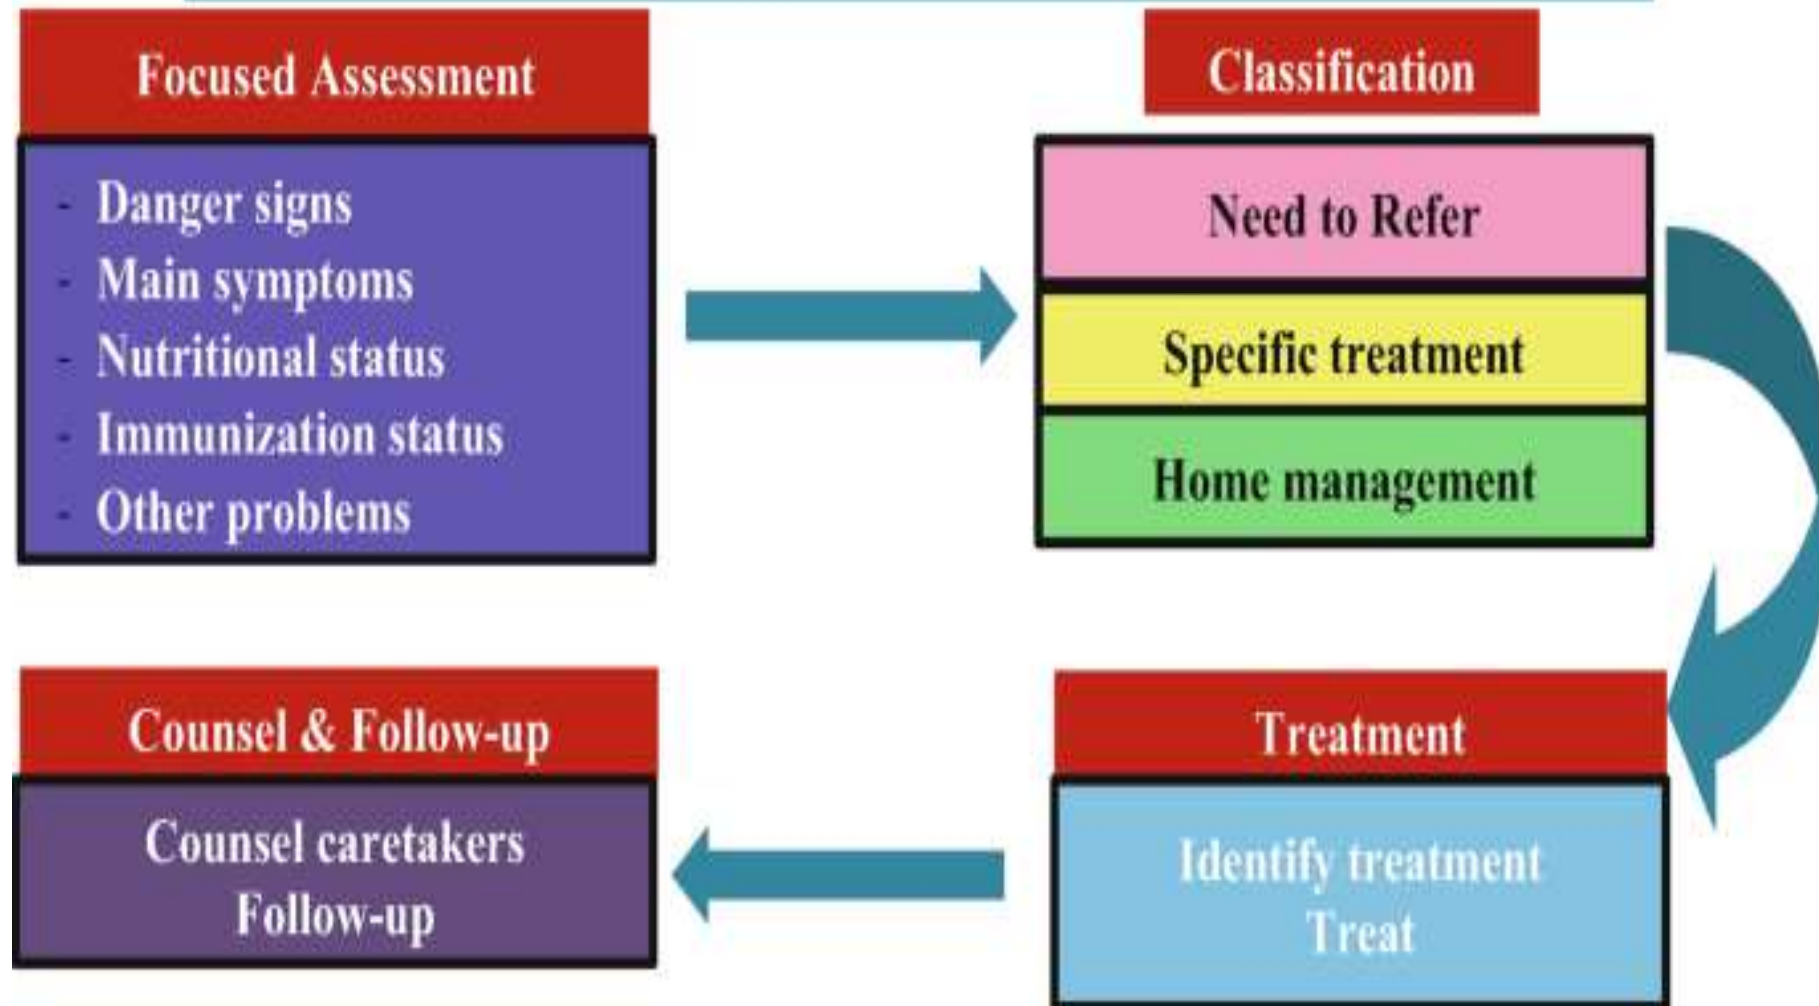 Focused Assessment
- Danger signs
- Main symptoms
- Nutritional status
- Immunization status
- Other problems
Classification
Need to Refer
Specific treatment
Home management
Treatment
Identify treatment
Treat
Counsel & Follow-up
Counsel caretakers
Follow-up